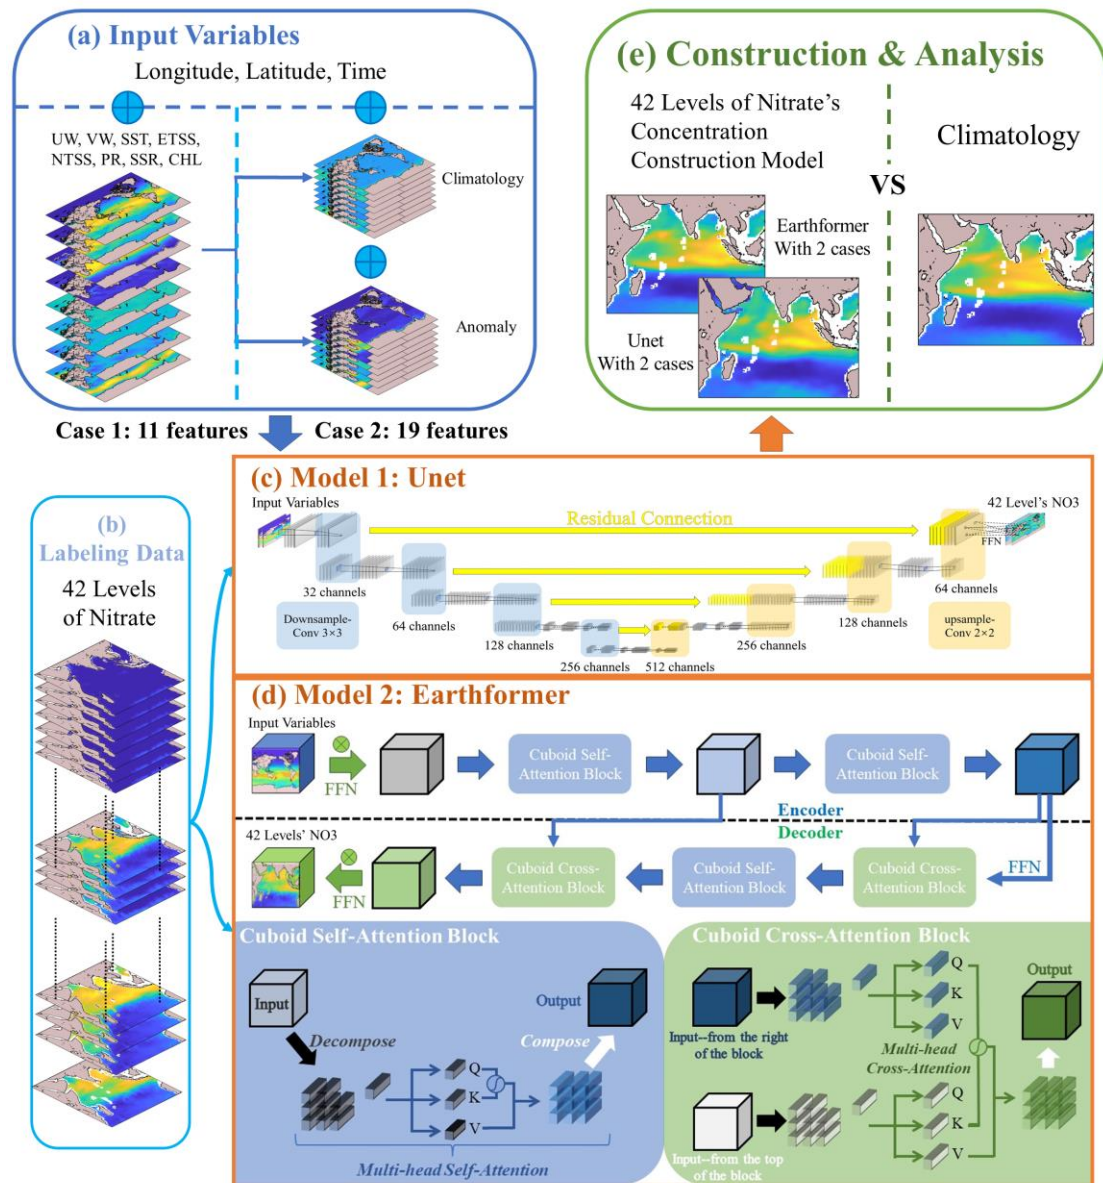 (a) Input Variables
Longitude, Latitude, Time
UW, VW, SST, ETSS,
NTSS, PR, SSR, CHL
Climatology
Anomaly
Case 1: 11 features
Case 2: 19 features
(e) Construction & Analysis
42 Levels of Nitrate's
Concentration
Construction Model
VS
Climatology
Earthformer
With 2 cases
Unet
With 2 cases
(b)
Labeling Data
42 Levels
of Nitrate
(c) Model 1: Unet
Input Variables
Residual Connection
42 Level's NO3
FFN
32 channels
64 channels
128 channels
256 channels
512 channels
256 channels
128 channels
64 channels
Downsample-
Conv 3×3
upsample-
Conv 2×2
(d) Model 2: Earthformer
Input Variables
FFN
Cuboid Self-
Attention Block
Cuboid Self-
Attention Block
Encoder
Decoder
42 Levels' NO3
FFN
Cuboid Cross-
Attention Block
Cuboid Self-
Attention Block
Cuboid Cross-
Attention Block
FFN
Cuboid Self-Attention Block
Input
Decompose
Q
K
V
Output
Compose
Multi-head Self-Attention
Cuboid Cross-Attention Block
Input--from the right
of the block
Q
K
V
Multi-head
Cross-Attention
Output
Input--from the top
of the block
Q
K
V